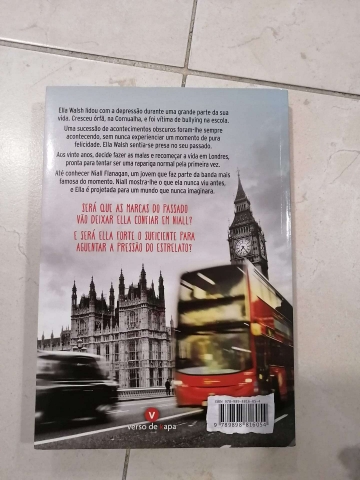 Ella Walsh lidou com a depressão durante uma grande parte da sua
vida. Cresceu órfã, na Cornualha, e foi vítima de bullying na escola.
Uma sucessão de acontecimentos obscuros foram-lhe sempre
acontecendo, sem nunca experienciar um momento de pura
felicidade. Ella Walsh sentia-se presa no seu passado.
Aos vinte anos, decide fazer as malas e recomeçar a vida em Londres,
pronta para tentar ser uma rapariga normal pela primeira vez.
Até conhecer Niall Flanagan, um jovem que faz parte da banda mais
famosa do momento. Niall mostra-lhe o que ela nunca viu antes,
e Ella é projetada para um mundo que nunca imaginara.
SERÁ QUE AS MARCAS DO PASSADO
VÃO DEIXAR ELLA CONFIAR EM NIALL?
E SERÁ ELLA FORTE O SUFICIENTE PARA
AGUENTAR A PRESSÃO DO ESTRELATO?
verso de kapa